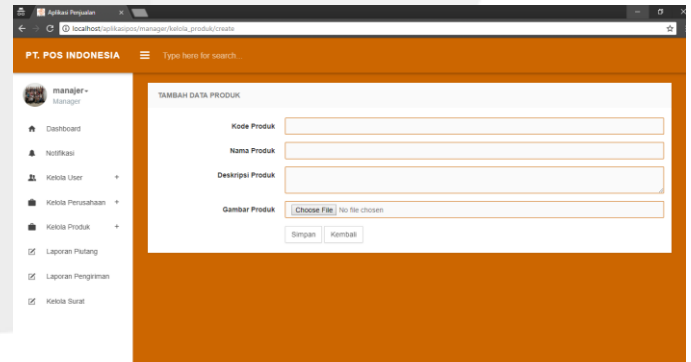 Aplikasi Penjualan
localhost/aplikasipos/manager/kelola_produk/create
PT. POS INDONESIA
Type here for search...
manajer
Manager
Dashboard
Notifikasi
Kelola User +
Kelola Perusahaan +
Kelola Produk +
Laporan Piutang
Laporan Pengiriman
Kelola Surat
TAMBAH DATA PRODUK
Kode Produk
Nama Produk
Deskripsi Produk
Gambar Produk Choose File No file chosen
Simpan Kembali